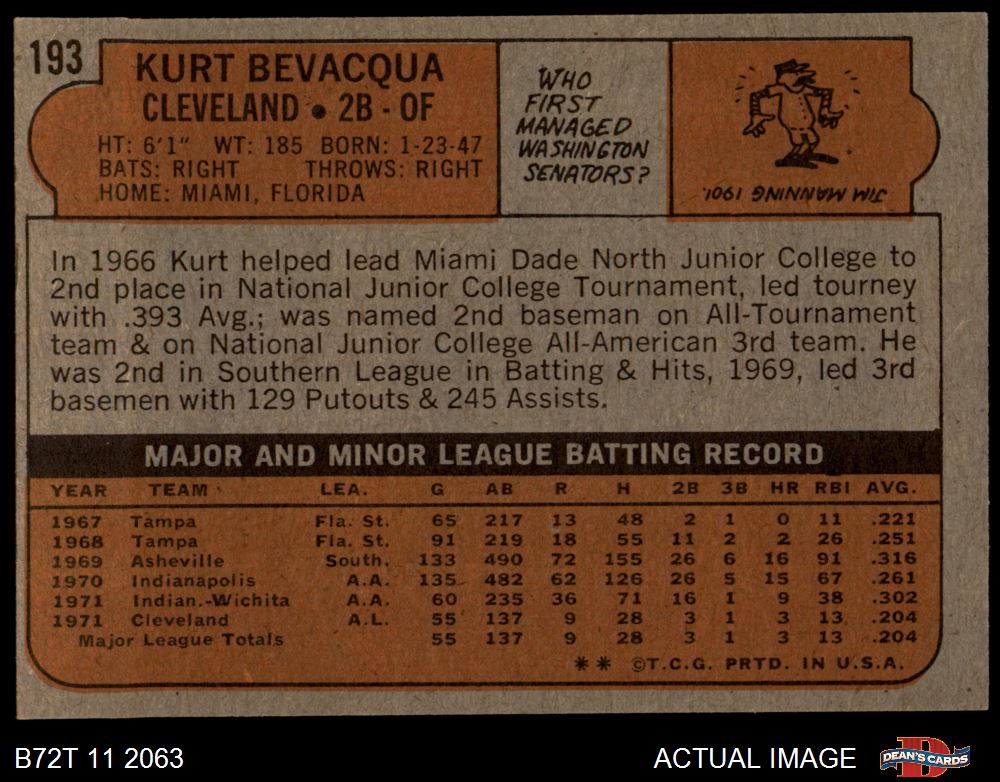 193
KURT BEVACQUA
CLEVELAND • 2B - OF
HT: 6'1" WT: 185 BORN: 1-23-47
BATS: RIGHT THROWS: RIGHT
HOME: MIAMI, FLORIDA
WHO
FIRST
MANAGED
WASHINGTON
SENATORS?
JIM MANNING 1901.
In 1966 Kurt helped lead Miami Dade North Junior College to
2nd place in National Junior College Tournament, led tourney
with .393 Avg.; was named 2nd baseman on All-Tournament
team & on National Junior College All-American 3rd team. He
was 2nd in Southern League in Batting & Hits, 1969, led 3rd
basemen with 129 Putouts & 245 Assists.
MAJOR AND MINOR LEAGUE BATTING RECORD
YEAR TEAM LEA. G AB R H 2B 3B HR RBI AVG.
1967 Tampa Fla. St. 65 217 13 48 2 1 0 11 .221
1968 Tampa Fla. St. 91 219 18 55 11 2 2 26 .251
1969 Asheville South. 133 490 72 155 26 6 16 91 .316
1970 Indianapolis A.A. 135 482 62 126 26 5 15 67 .261
1971 Indian.-Wichita A.A. 60 235 36 71 16 1 9 38 .302
1971 Cleveland A.L. 55 137 9 28 3 1 3 13 .204
Major League Totals 55 137 9 28 3 1 3 13 .204
** ©T.C.G. PRTD. IN U.S.A.
B72T 11 2063
ACTUAL IMAGE
DEAN'S CARDS